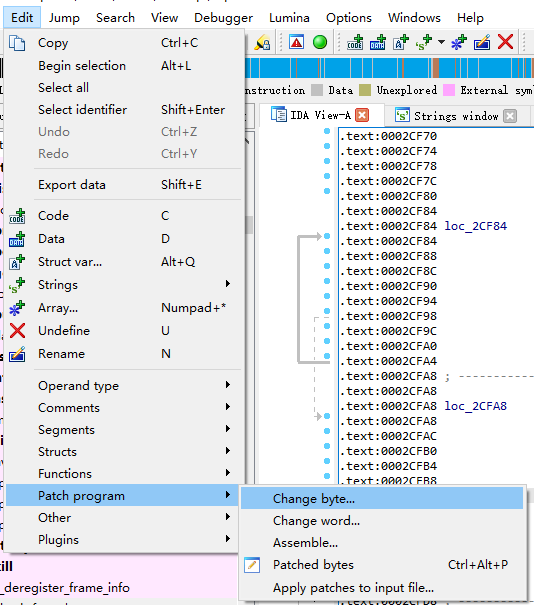 Edit Jump Search View Debugger Lumina Options Windows Help
Copy Ctrl+C
Begin selection Alt+L
Select all
Select identifier Shift+Enter
Undo Ctrl+Z
Redo Ctrl+Y
Export data Shift+E
Code C
Data D
Struct var... Alt+Q
Strings
Array... Numpad+*
Undefine U
Rename N
Operand type
Comments
Segments
Structs
Functions
Patch program
Other
Plugins
Change byte...
Change word...
Assemble...
Patched bytes Ctrl+Alt+P
Apply patches to input file...
_deregister_frame_info
nstruction Data Unexplored External sym
IDA View-A Strings window
.text:0002CF70
.text:0002CF74
.text:0002CF78
.text:0002CF7C
.text:0002CF80
.text:0002CF84
.text:0002CF84 loc_2CF84
.text:0002CF84
.text:0002CF88
.text:0002CF8C
.text:0002CF90
.text:0002CF94
.text:0002CF98
.text:0002CF9C
.text:0002CFA0
.text:0002CFA4
.text:0002CFA8 ; ------------
.text:0002CFA8
.text:0002CFA8 loc_2CFA8
.text:0002CFA8
.text:0002CFAC
.text:0002CFB0
.text:0002CFB4
.text:0002CFB8